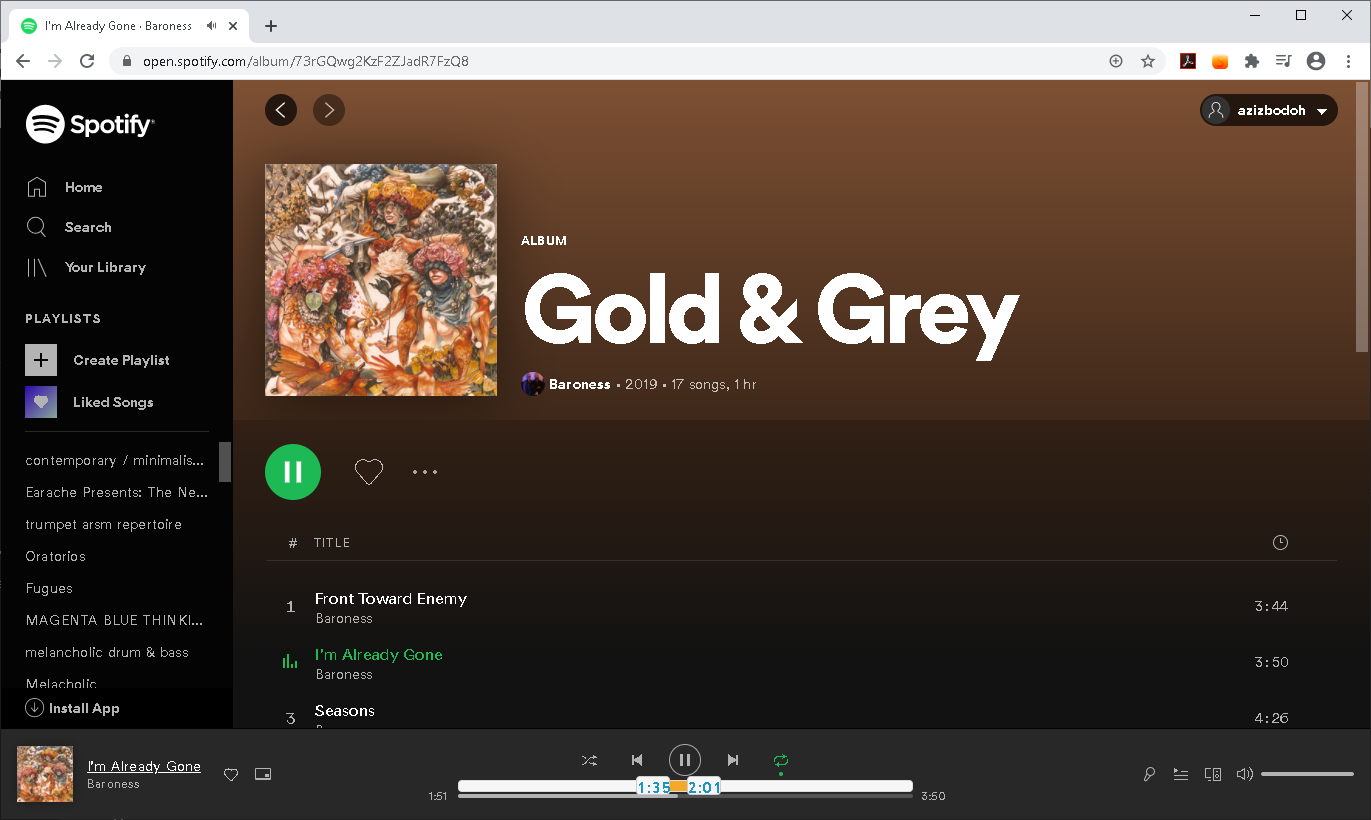 I'm Already Gone · Baroness
open.spotify.com/album/73rGQwg2KzF2ZJadR7FzQ8
Spotify
azizbodoh
Home
Search
Your Library
PLAYLISTS
Create Playlist
Liked Songs
contemporary / minimalis...
Earache Presents: The Ne...
trumpet arsm repertoire
Oratorios
Fugues
MAGENTA BLUE THINKI...
melancholic drum & bass
Melacholic
Install App
ALBUM
Gold & Grey
Baroness • 2019 • 17 songs, 1 hr
# TITLE
1 Front Toward Enemy 3:44
Baroness
I'm Already Gone 3:50
Baroness
3 Seasons 4:26
I'm Already Gone
Baroness
1:51 1:35 2:01 3:50